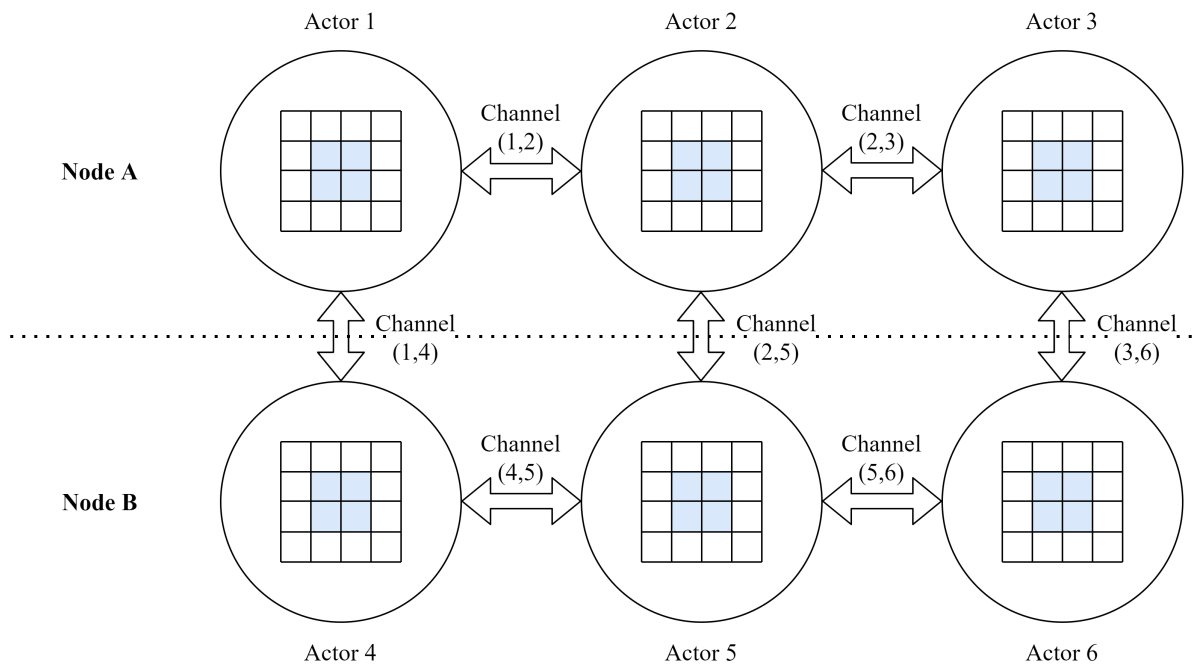 Actor 1
Actor 2
Actor 3
Channel
(1,2)
Channel
(2,3)
Node A
Channel
(1,4)
Channel
(2,5)
Channel
(3,6)
Channel
(4,5)
Channel
(5,6)
Node B
Actor 4
Actor 5
Actor 6